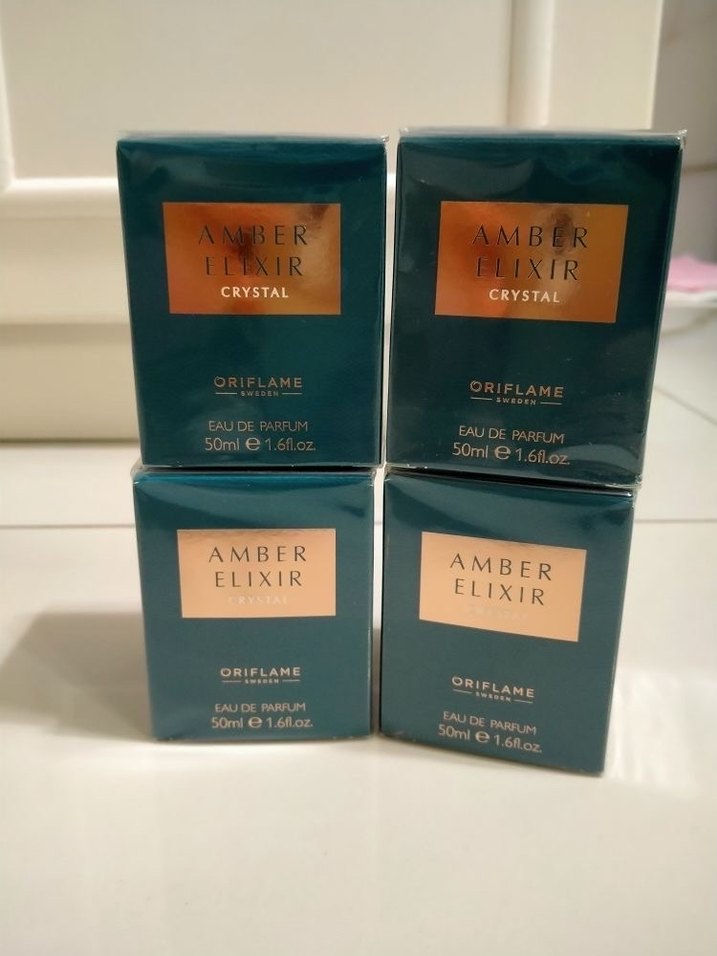 AMBER
ELIXIR
CRYSTAL
ORIFLAME
SWEDEN
EAU DE PARFUM
50ml e 1.6fl.oz.
AMBER
ELIXIR
CRYSTAL
ORIFLAME
SWEDEN
EAU DE PARFUM
50ml e 1.6fl.oz.
AMBER
ELIXIR
CRYSTAL
ORIFLAME
SWEDEN
EAU DE PARFUM
50ml e 1.6fl.oz.
AMBER
ELIXIR
CRYSTAL
ORIFLAME
SWEDEN
EAU DE PARFUM
50ml e 1.6fl.oz.